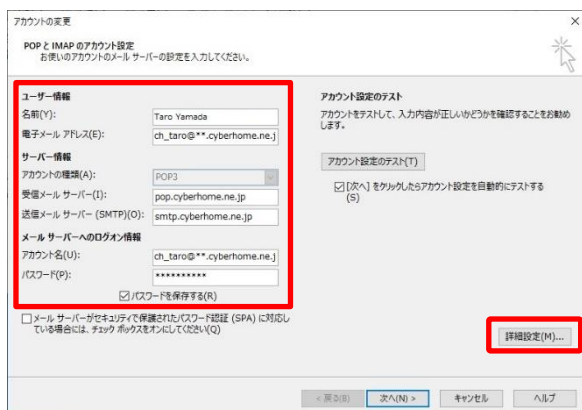 アカウントの変更
POP と IMAP のアカウント設定
お使いのアカウントのメール サーバーの設定を入力してください。
ユーザー情報
名前(Y):
Taro Yamada
電子メール アドレス(E):
ch_taro@**.cyberhome.ne.j
サーバー情報
アカウントの種類(A):
POP3
受信メール サーバー(I):
pop.cyberhome.ne.jp
送信メール サーバー (SMTP)(O):
smtp.cyberhome.ne.jp
メール サーバーへのログオン情報
アカウント名(U):
ch_taro@**.cyberhome.ne.j
パスワード(P):
**********
パスワードを保存する(R)
メール サーバーがセキュリティで保護されたパスワード認証 (SPA) に対応し
ている場合には、チェック ボックスをオンにしてください(Q)
アカウント設定のテスト
アカウントをテストして、入力内容が正しいかどうかを確認することをお勧め
します。
アカウント設定のテスト(T)
[次へ] をクリックしたらアカウント設定を自動的にテストする
(S)
詳細設定(M)...
< 戻る(B)
次へ(N) >
キャンセル
ヘルプ